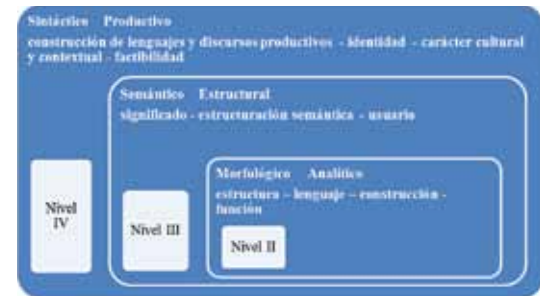 Sintáctico Productivo
construcción de lenguajes y discursos productivos - identidad - carácter cultural
y contextual - factibilidad
Semántico Estructural
significado - estructuración semántica - usuario
Morfológico Analítico
estructura – lenguaje – construcción -
función
Nivel
IV
Nivel III
Nivel II